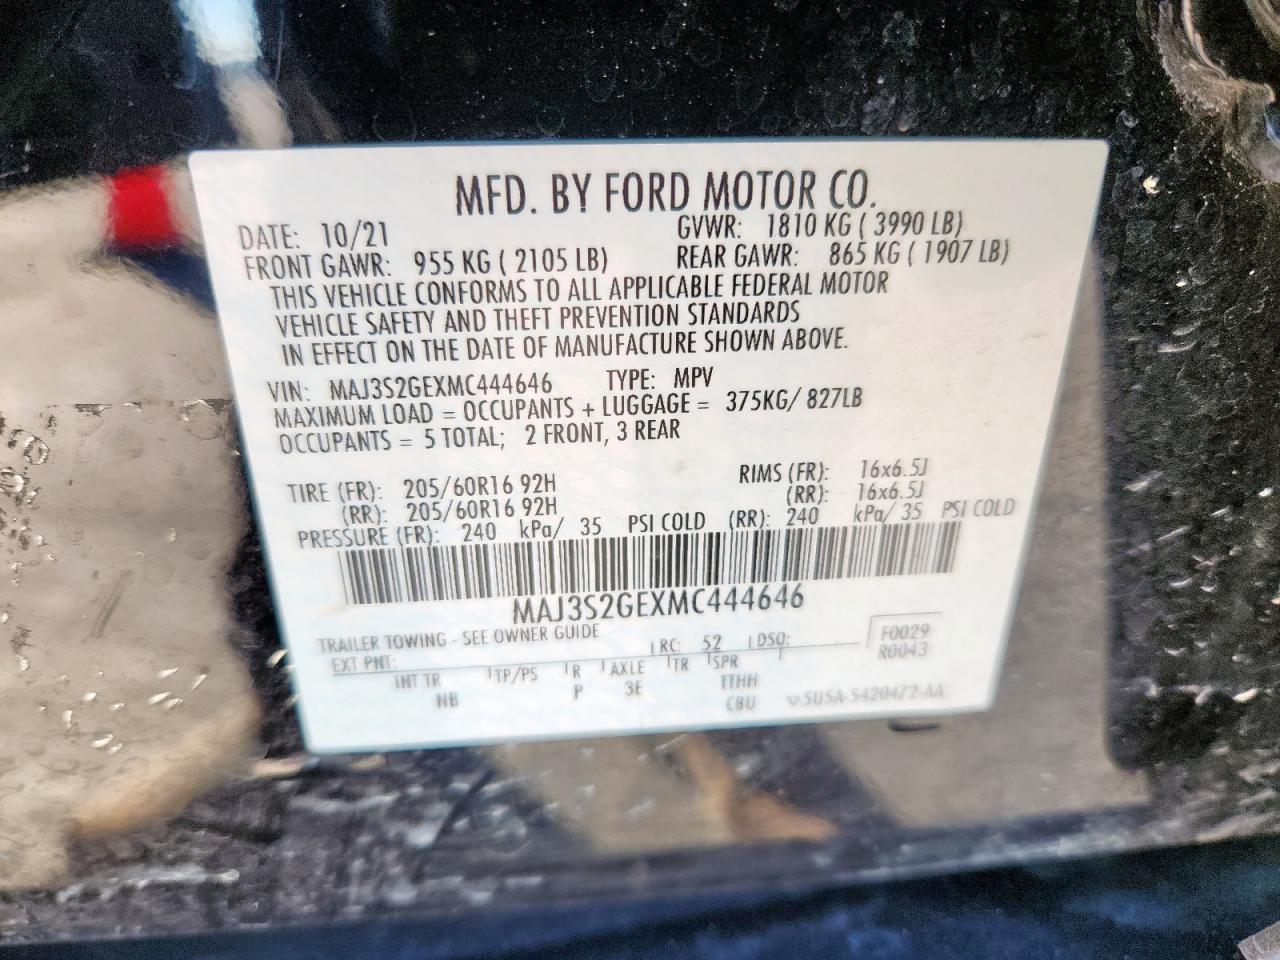 MFD. BY FORD MOTOR CO.
DATE: 10/21 GVWR: 1810 KG ( 3990 LB)
FRONT GAWR: 955 KG ( 2105 LB) REAR GAWR: 865 KG ( 1907 LB)
THIS VEHICLE CONFORMS TO ALL APPLICABLE FEDERAL MOTOR
VEHICLE SAFETY AND THEFT PREVENTION STANDARDS
IN EFFECT ON THE DATE OF MANUFACTURE SHOWN ABOVE.
VIN: MAJ3S2GEXMC444646 TYPE: MPV
MAXIMUM LOAD = OCCUPANTS + LUGGAGE = 375KG/ 827LB
OCCUPANTS = 5 TOTAL; 2 FRONT, 3 REAR
TIRE (FR): 205/60R16 92H RIMS (FR): 16x6.5J
(RR): 205/60R16 92H (RR): 16x6.5J
PRESSURE (FR): 240 kPa/ 35 PSI COLD (RR): 240 kPa/ 35 PSI COLD
MAJ3S2GEXMC444646
TRAILER TOWING - SEE OWNER GUIDE
EXT PNT: RC: 52 DSO: F0029
R0043
INT TR TP/PS R AXLE TR SPR
NB P 3E TTHH
CBU 5U5A-5420472-AA